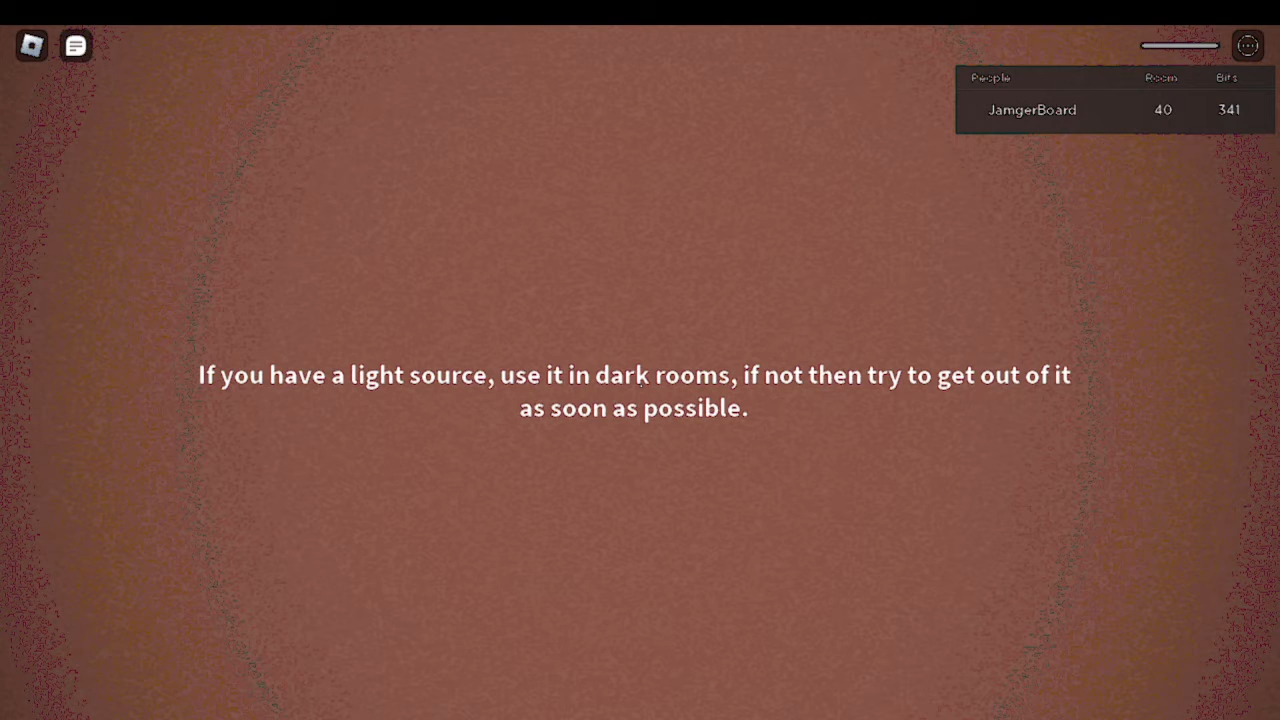 People Room Bits
JamgerBoard 40 341
If you have a light source, use it in dark rooms, if not then try to get out of it
as soon as possible.